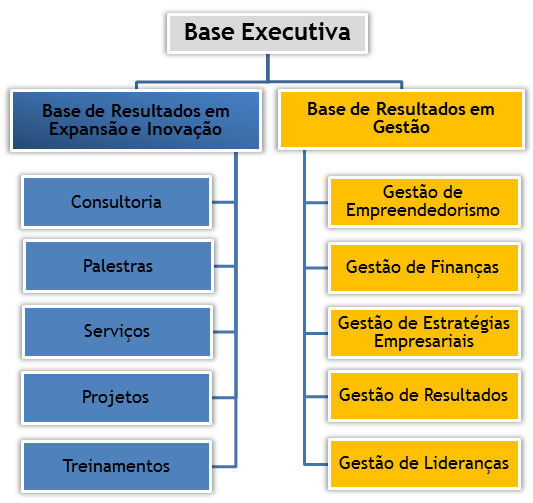 Base Executiva
Base de Resultados em
Expansão e Inovação
Base de Resultados em
Gestão
Consultoria
Palestras
Serviços
Projetos
Treinamentos
Gestão de
Empreendedorismo
Gestão de Finanças
Gestão de Estratégias
Empresariais
Gestão de Resultados
Gestão de Lideranças